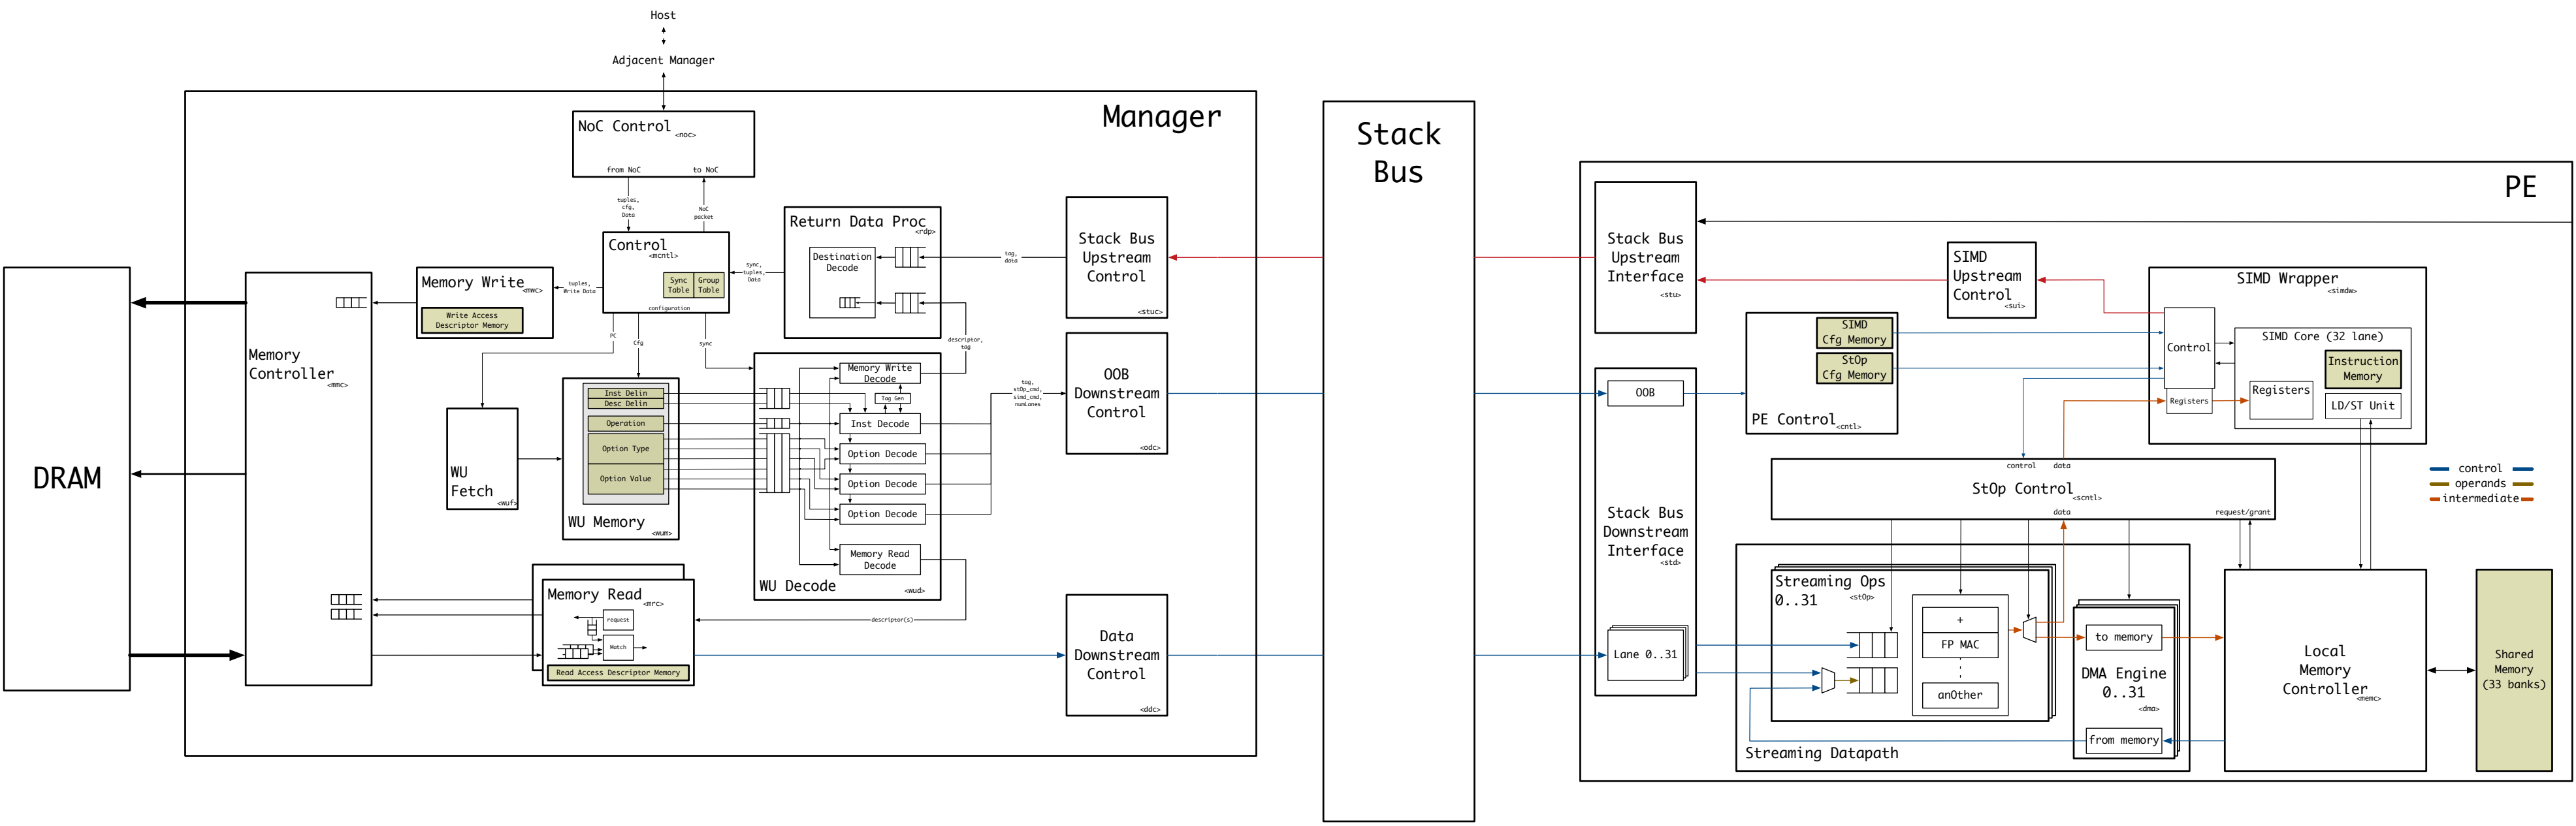 Host
Adjacent Manager
Manager
NoC Control
<noc>
from NoC
to NoC
tuples,
cfg,
Data
NoC
packet
Control
<mcntl>
Sync
Table
Group
Table
configuration
Return Data Proc
<rdp>
Destination
Decode
sync,
tuples,
Data
tag,
data
Stack Bus
Upstream
Control
<stuc>
Memory Write
<mwc>
Write Access
Descriptor Memory
tuples,
Write Data
Memory
Controller
<mmc>
DRAM
PC
Cfg
sync
descriptor,
tag
WU
Fetch
<wuf>
Inst Delin
Desc Delin
Operation
Option Type
Option Value
WU Memory
<wum>
Memory Write
Decode
Tag Gen
Inst Decode
Option Decode
Option Decode
Option Decode
Memory Read
Decode
WU Decode
<wud>
tag,
stOp_cmd,
simd_cmd,
numLanes
OOB
Downstream
Control
<odc>
Memory Read
<mrc>
request
Match
Read Access Descriptor Memory
descriptor(s)
Data
Downstream
Control
<ddc>
Stack
Bus
PE
Stack Bus
Upstream
Interface
<stu>
SIMD
Upstream
Control
<sui>
SIMD Wrapper
<simdw>
Control
Registers
SIMD Core (32 lane)
Instruction
Memory
Registers
LD/ST Unit
SIMD
Cfg Memory
StOp
Cfg Memory
PE Control
<cntl>
OOB
Stack Bus
Downstream
Interface
<std>
Lane 0..31
control
data
StOp Control
<scntl>
data
request/grant
control
operands
intermediate
Streaming Ops
0..31
<stOp>
+
FP MAC
anOther
to memory
DMA Engine
0..31
<dma>
from memory
Streaming Datapath
Local
Memory
Controller
<memc>
Shared
Memory
(33 banks)